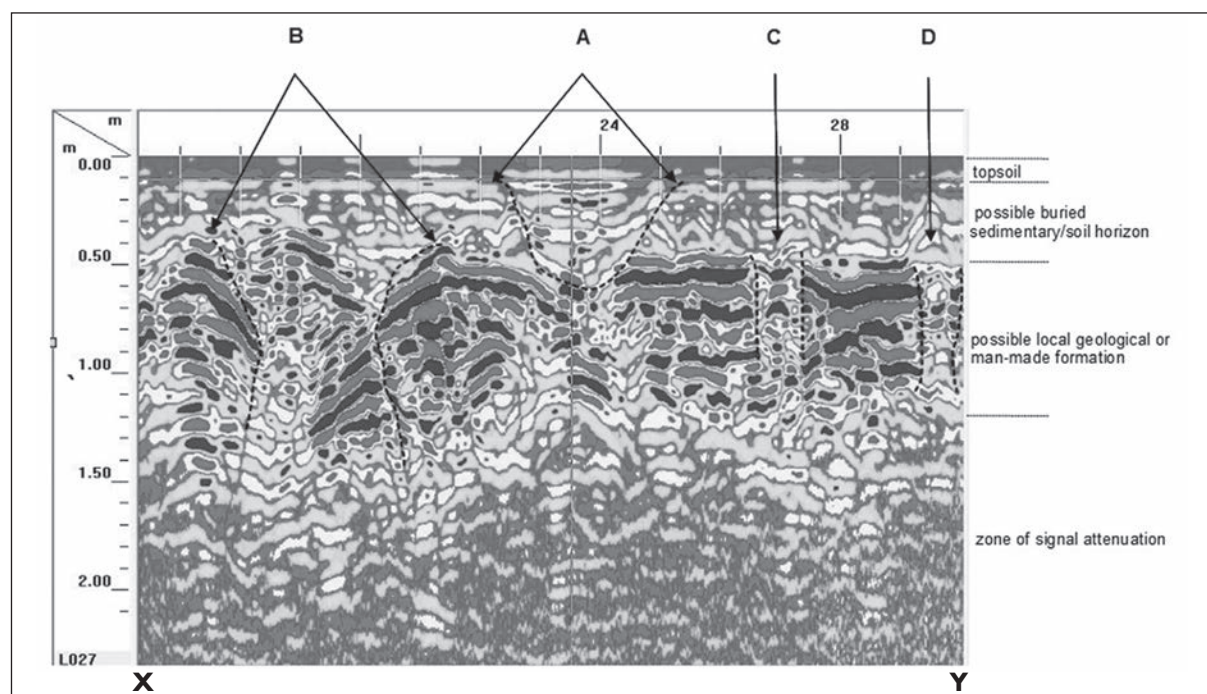 B A C D
m
m
24 28
0.00
topsoil
possible buried
sedimentary/soil horizon
0.50
possible local geological or
man-made formation
1.00
1.50
zone of signal attenuation
2.00
L027
X Y